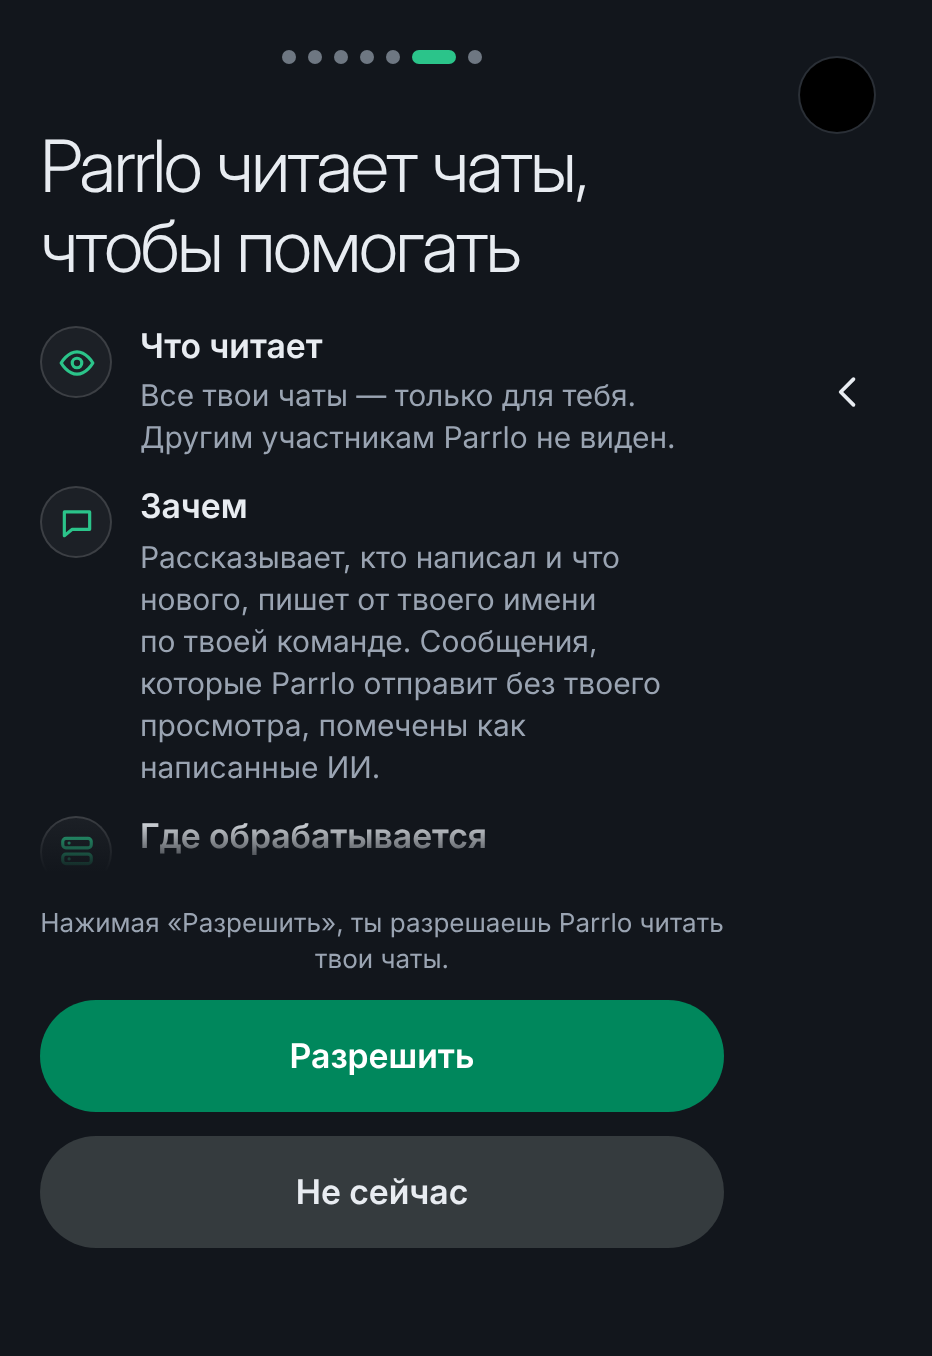 Parrlo читает чаты,
чтобы помогать
Что читает
Все твои чаты — только для тебя.
Другим участникам Parrlo не виден.
Зачем
Рассказывает, кто написал и что
нового, пишет от твоего имени
по твоей команде. Сообщения,
которые Parrlo отправит без твоего
просмотра, помечены как
написанные ИИ.
Где обрабатывается
Нажимая «Разрешить», ты разрешаешь Parrlo читать
твои чаты.
Разрешить
Не сейчас